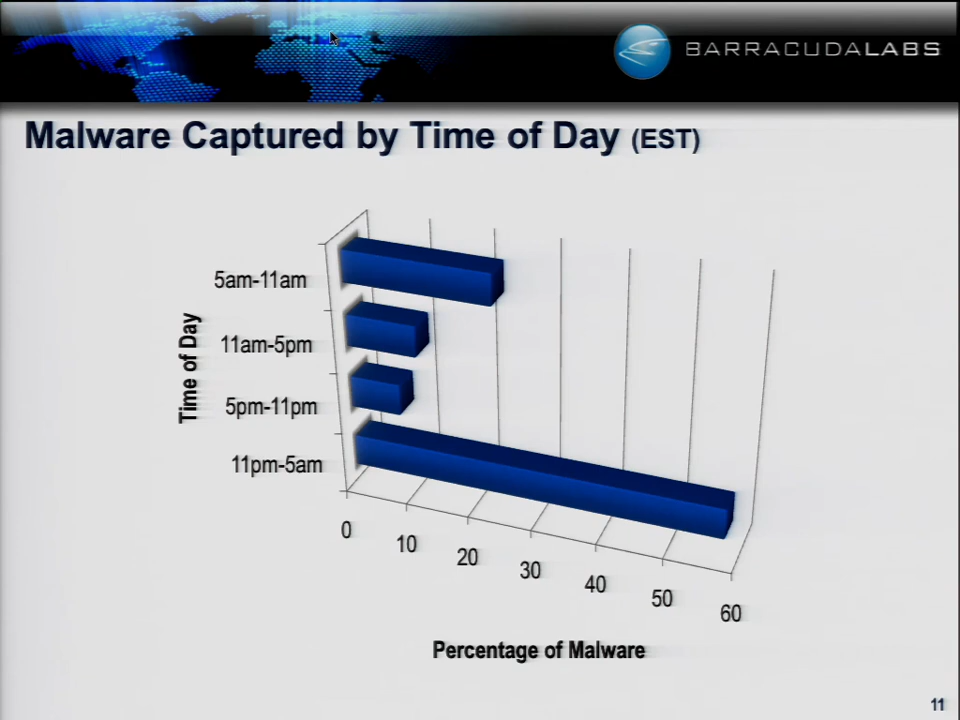 BARRACUDALABS
Malware Captured by Time of Day (EST)
Time of Day
5am-11am
11am-5pm
5pm-11pm
11pm-5am
0
10
20
30
40
50
60
Percentage of Malware
11